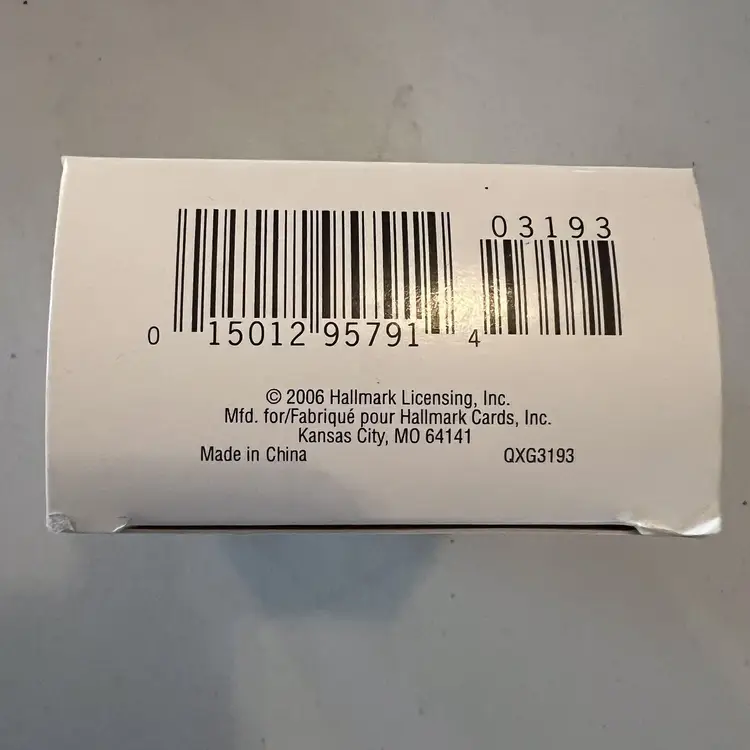 03193
0 15012 95791 4
© 2006 Hallmark Licensing, Inc.
Mfd. for/Fabriqué pour Hallmark Cards, Inc.
Kansas City, MO 64141
Made in China QXG3193